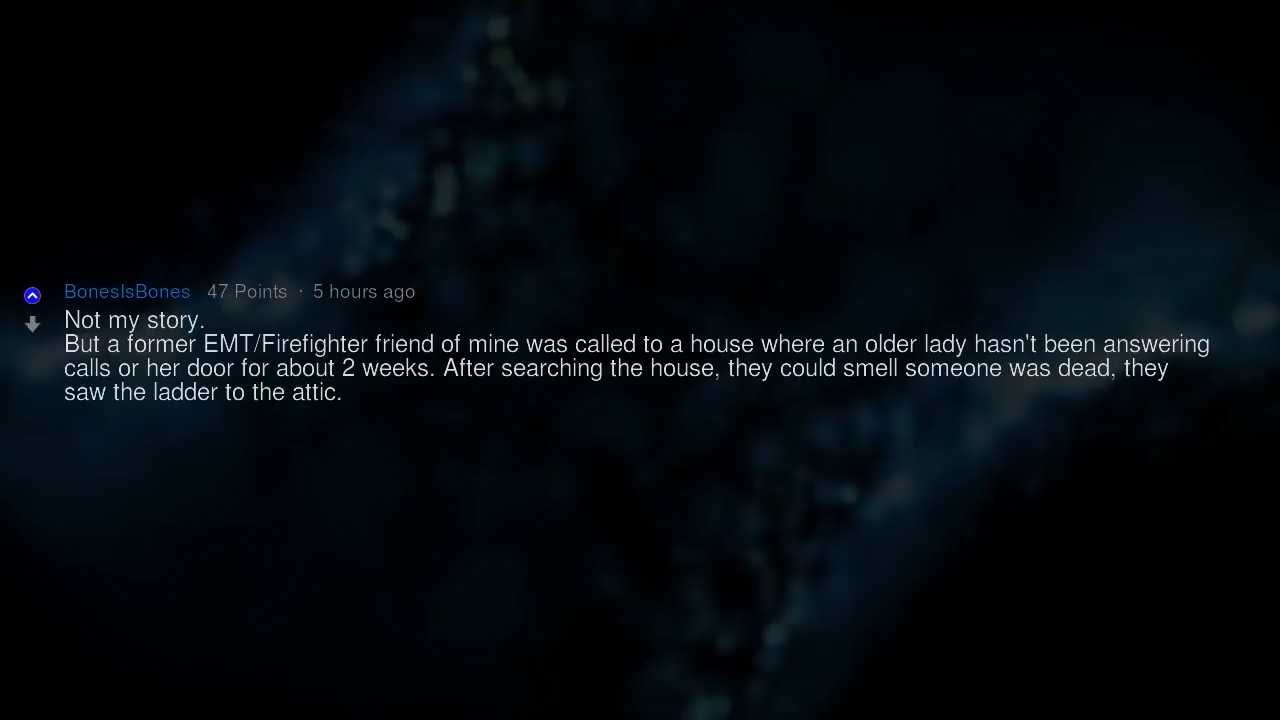 BonesIsBones 47 Points · 5 hours ago
Not my story.
But a former EMT/Firefighter friend of mine was called to a house where an older lady hasn't been answering
calls or her door for about 2 weeks. After searching the house, they could smell someone was dead, they
saw the ladder to the attic.